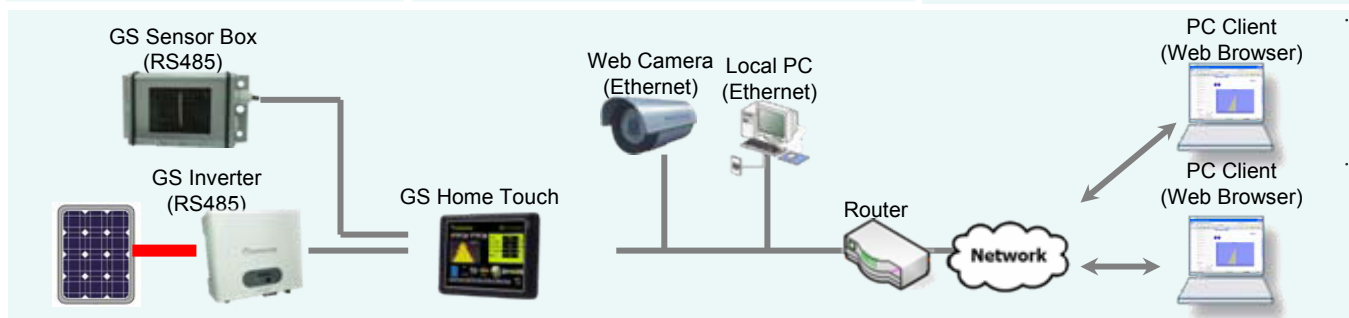 GS Sensor Box
(RS485)
Web Camera
(Ethernet)
Local PC
(Ethernet)
PC Client
(Web Browser)
GS Inverter
(RS485)
GS Home Touch
Router
Network
PC Client
(Web Browser)